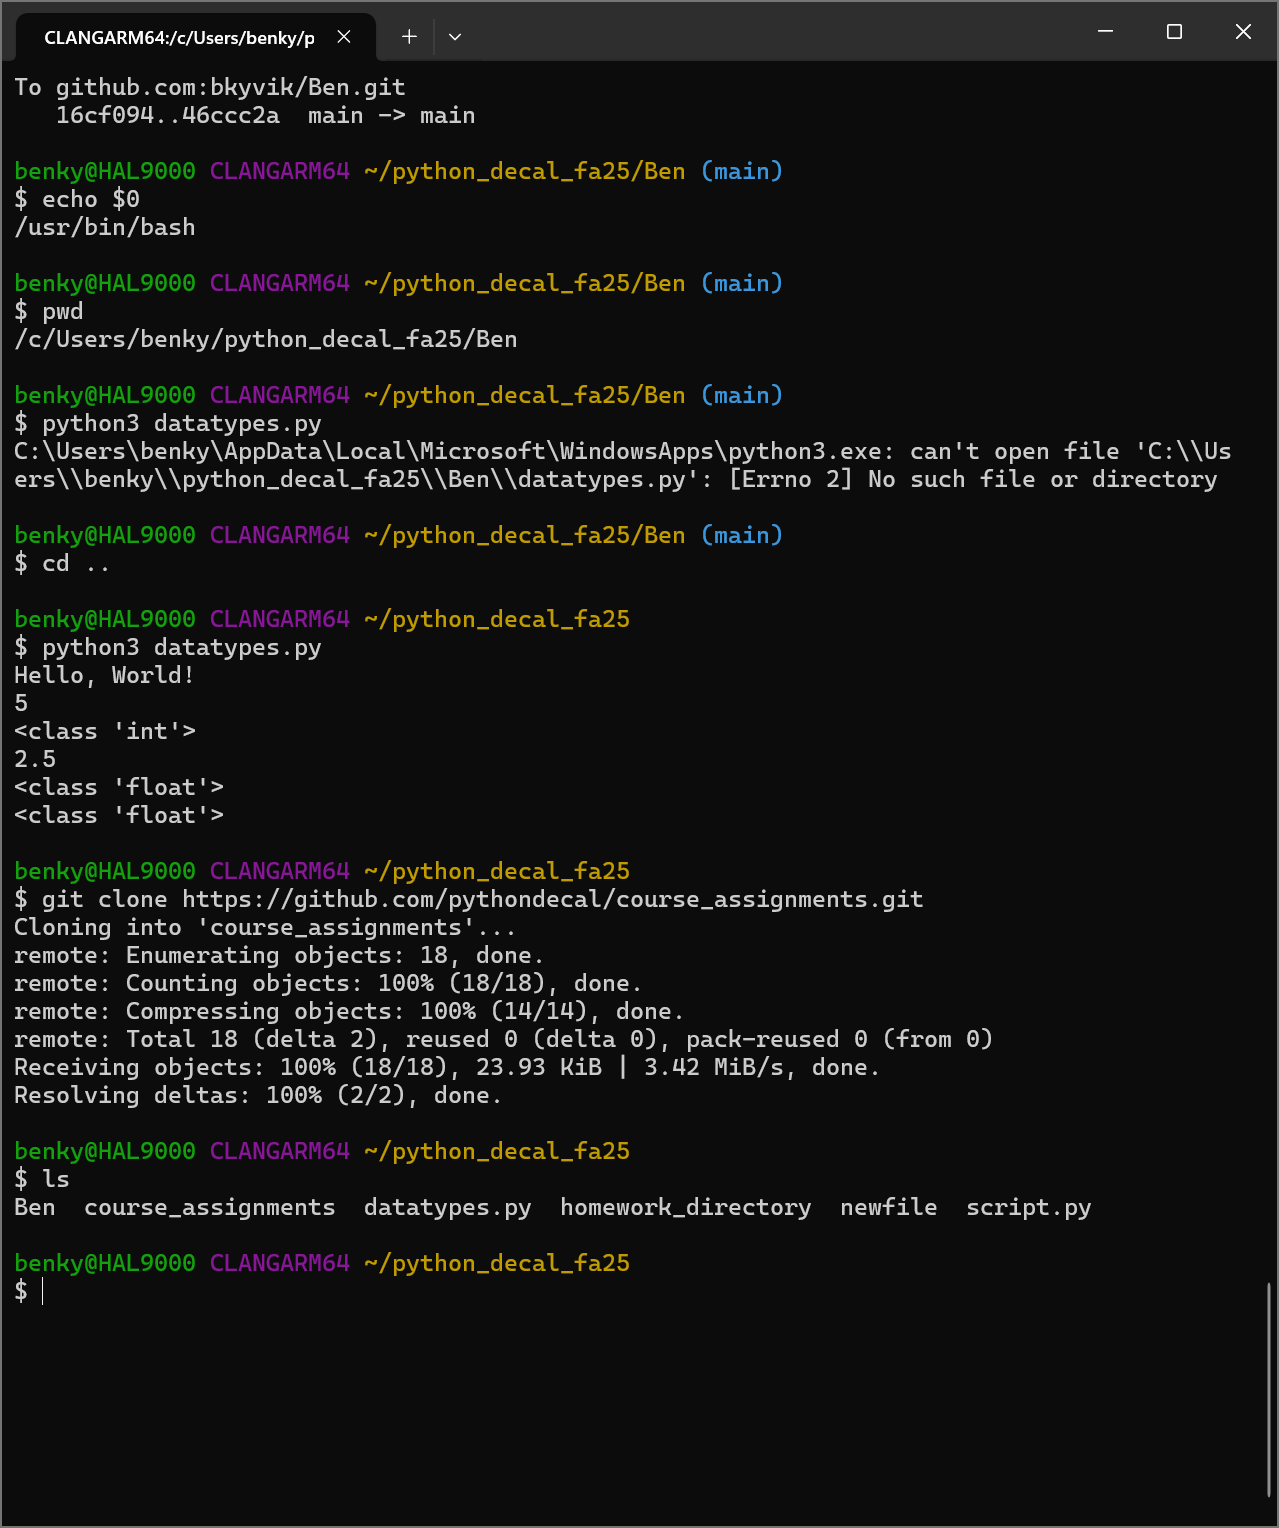 CLANGARM64:/c/Users/benky/p
To github.com:bkyvik/Ben.git
   16cf094..46ccc2a  main -> main
benky@HAL9000 CLANGARM64 ~/python_decal_fa25/Ben (main)
$ echo $0
/usr/bin/bash
benky@HAL9000 CLANGARM64 ~/python_decal_fa25/Ben (main)
$ pwd
/c/Users/benky/python_decal_fa25/Ben
benky@HAL9000 CLANGARM64 ~/python_decal_fa25/Ben (main)
$ python3 datatypes.py
C:\Users\benky\AppData\Local\Microsoft\WindowsApps\python3.exe: can't open file 'C:\\Us
ers\\benky\\python_decal_fa25\\Ben\\datatypes.py': [Errno 2] No such file or directory
benky@HAL9000 CLANGARM64 ~/python_decal_fa25/Ben (main)
$ cd ..
benky@HAL9000 CLANGARM64 ~/python_decal_fa25
$ python3 datatypes.py
Hello, World!
5
<class 'int'>
2.5
<class 'float'>
<class 'float'>
benky@HAL9000 CLANGARM64 ~/python_decal_fa25
$ git clone https://github.com/pythondecal/course_assignments.git
Cloning into 'course_assignments'...
remote: Enumerating objects: 18, done.
remote: Counting objects: 100% (18/18), done.
remote: Compressing objects: 100% (14/14), done.
remote: Total 18 (delta 2), reused 0 (delta 0), pack-reused 0 (from 0)
Receiving objects: 100% (18/18), 23.93 KiB | 3.42 MiB/s, done.
Resolving deltas: 100% (2/2), done.
benky@HAL9000 CLANGARM64 ~/python_decal_fa25
$ ls
Ben  course_assignments  datatypes.py  homework_directory  newfile  script.py
benky@HAL9000 CLANGARM64 ~/python_decal_fa25
$